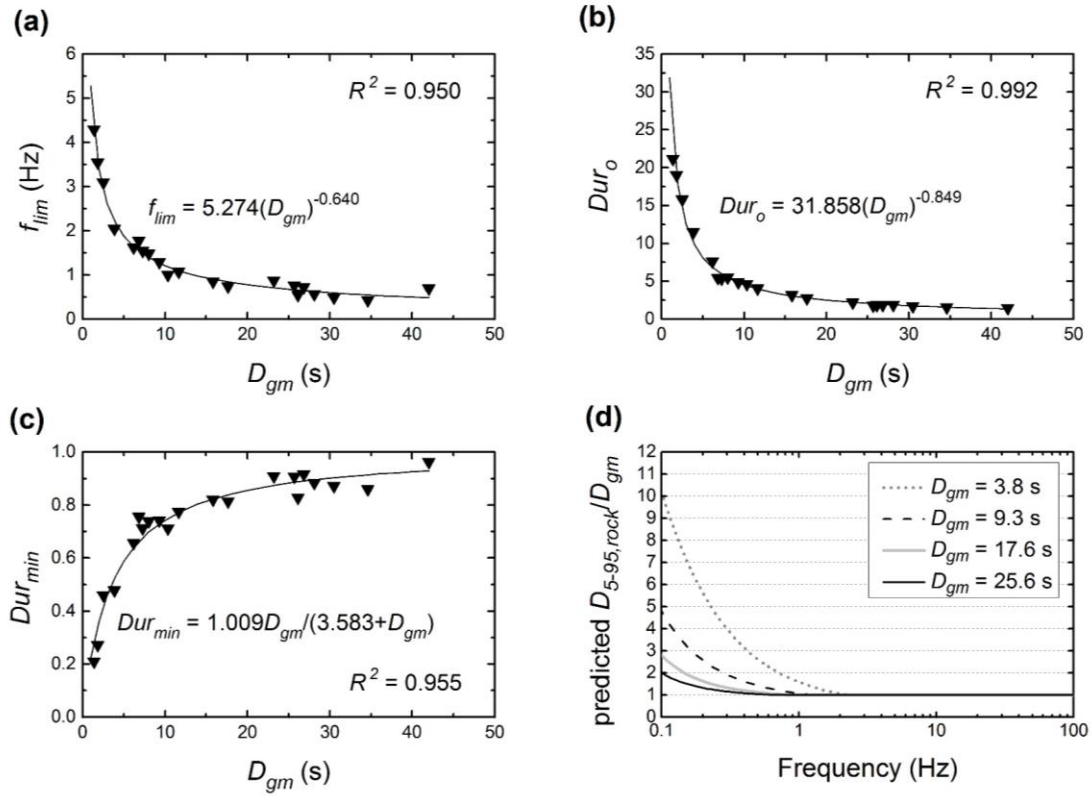 (a)
6
5
4
3
2
1
0
f_lim (Hz)
R² = 0.950
f_lim = 5.274(D_gm)^-0.640
0 10 20 30 40 50
D_gm (s)
(b)
35
30
25
20
15
10
5
0
Dur_o
R² = 0.992
Dur_o = 31.858(D_gm)^-0.849
0 10 20 30 40 50
D_gm (s)
(c)
1.0
0.8
0.6
0.4
0.2
0.0
Dur_min
Dur_min = 1.009D_gm/(3.583+D_gm)
R² = 0.955
0 10 20 30 40 50
D_gm (s)
(d)
12
11
10
9
8
7
6
5
4
3
2
1
0
predicted D_5-95,rock/D_gm
D_gm = 3.8 s
D_gm = 9.3 s
D_gm = 17.6 s
D_gm = 25.6 s
0.1 1 10 100
Frequency (Hz)